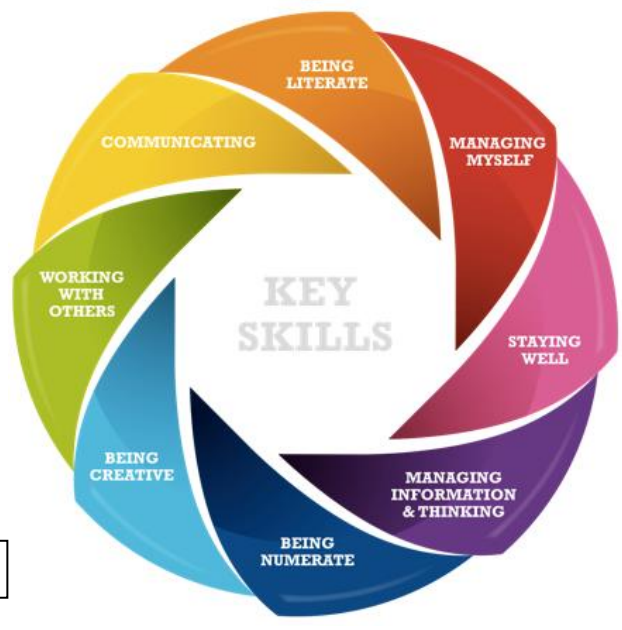 BEING
LITERATE
MANAGING
MYSELF
STAYING
WELL
MANAGING
INFORMATION
& THINKING
BEING
NUMERATE
BEING
CREATIVE
WORKING
WITH
OTHERS
COMMUNICATING
KEY
SKILLS